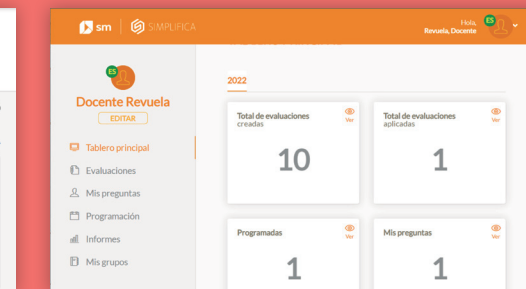 sm SIMPLIFICA
Hola,
Revuela, Docente
ES
ES
Docente Revuela
EDITAR
Tablero principal
Evaluaciones
Mis preguntas
Programación
Informes
Mis grupos
2022
Total de evaluaciones
creadas
Ver
10
Total de evaluaciones
aplicadas
Ver
1
Programadas
Ver
1
Mis preguntas
Ver
1